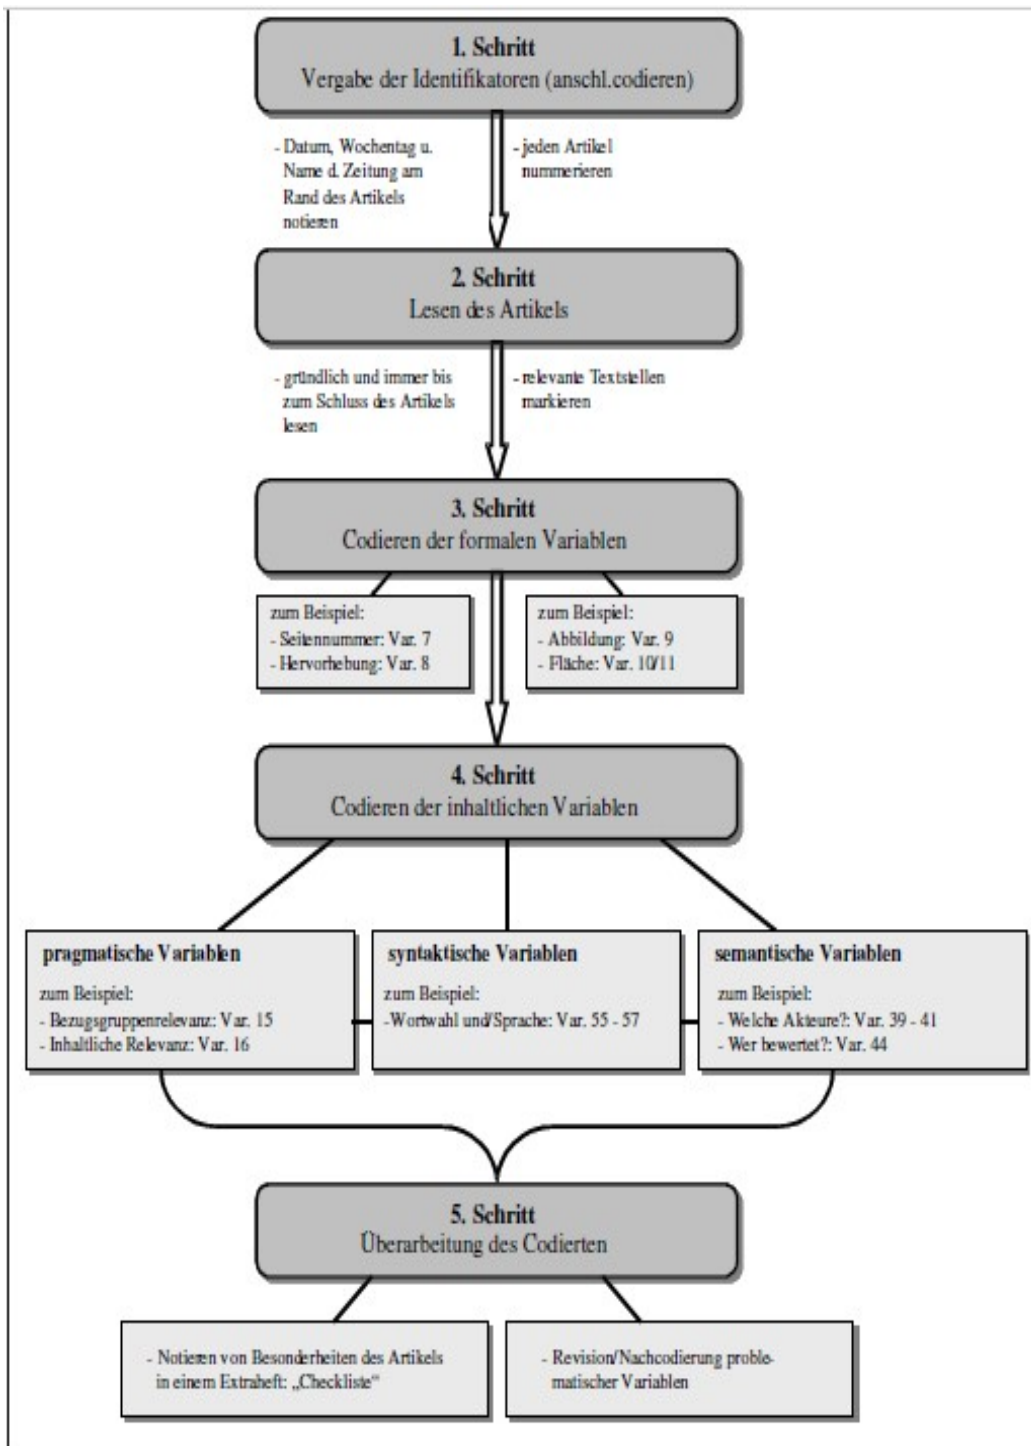 1. Schritt
Vergabe der Identifikatoren (anschl.codieren)
- Datum, Wochentag u.
Name d. Zeitung am
Rand des Artikels
notieren
- jeden Artikel
nummerieren
2. Schritt
Lesen des Artikels
- gründlich und immer bis
zum Schluss des Artikels
lesen
- relevante Textstellen
markieren
3. Schritt
Codieren der formalen Variablen
zum Beispiel:
- Seitennummer: Var. 7
- Hervorhebung: Var. 8
zum Beispiel:
- Abbildung: Var. 9
- Fläche: Var. 10/11
4. Schritt
Codieren der inhaltlichen Variablen
pragmatische Variablen
zum Beispiel:
- Bezugsgruppenrelevanz: Var. 15
- Inhaltliche Relevanz: Var. 16
syntaktische Variablen
zum Beispiel:
-Wortwahl und/Sprache: Var. 55 - 57
semantische Variablen
zum Beispiel:
- Welche Akteure?: Var. 39 - 41
- Wer bewertet?: Var. 44
5. Schritt
Überarbeitung des Codierten
- Notieren von Besonderheiten des Artikels
in einem Extraheft: „Checkliste“
- Revision/Nachcodierung proble-
matischer Variablen